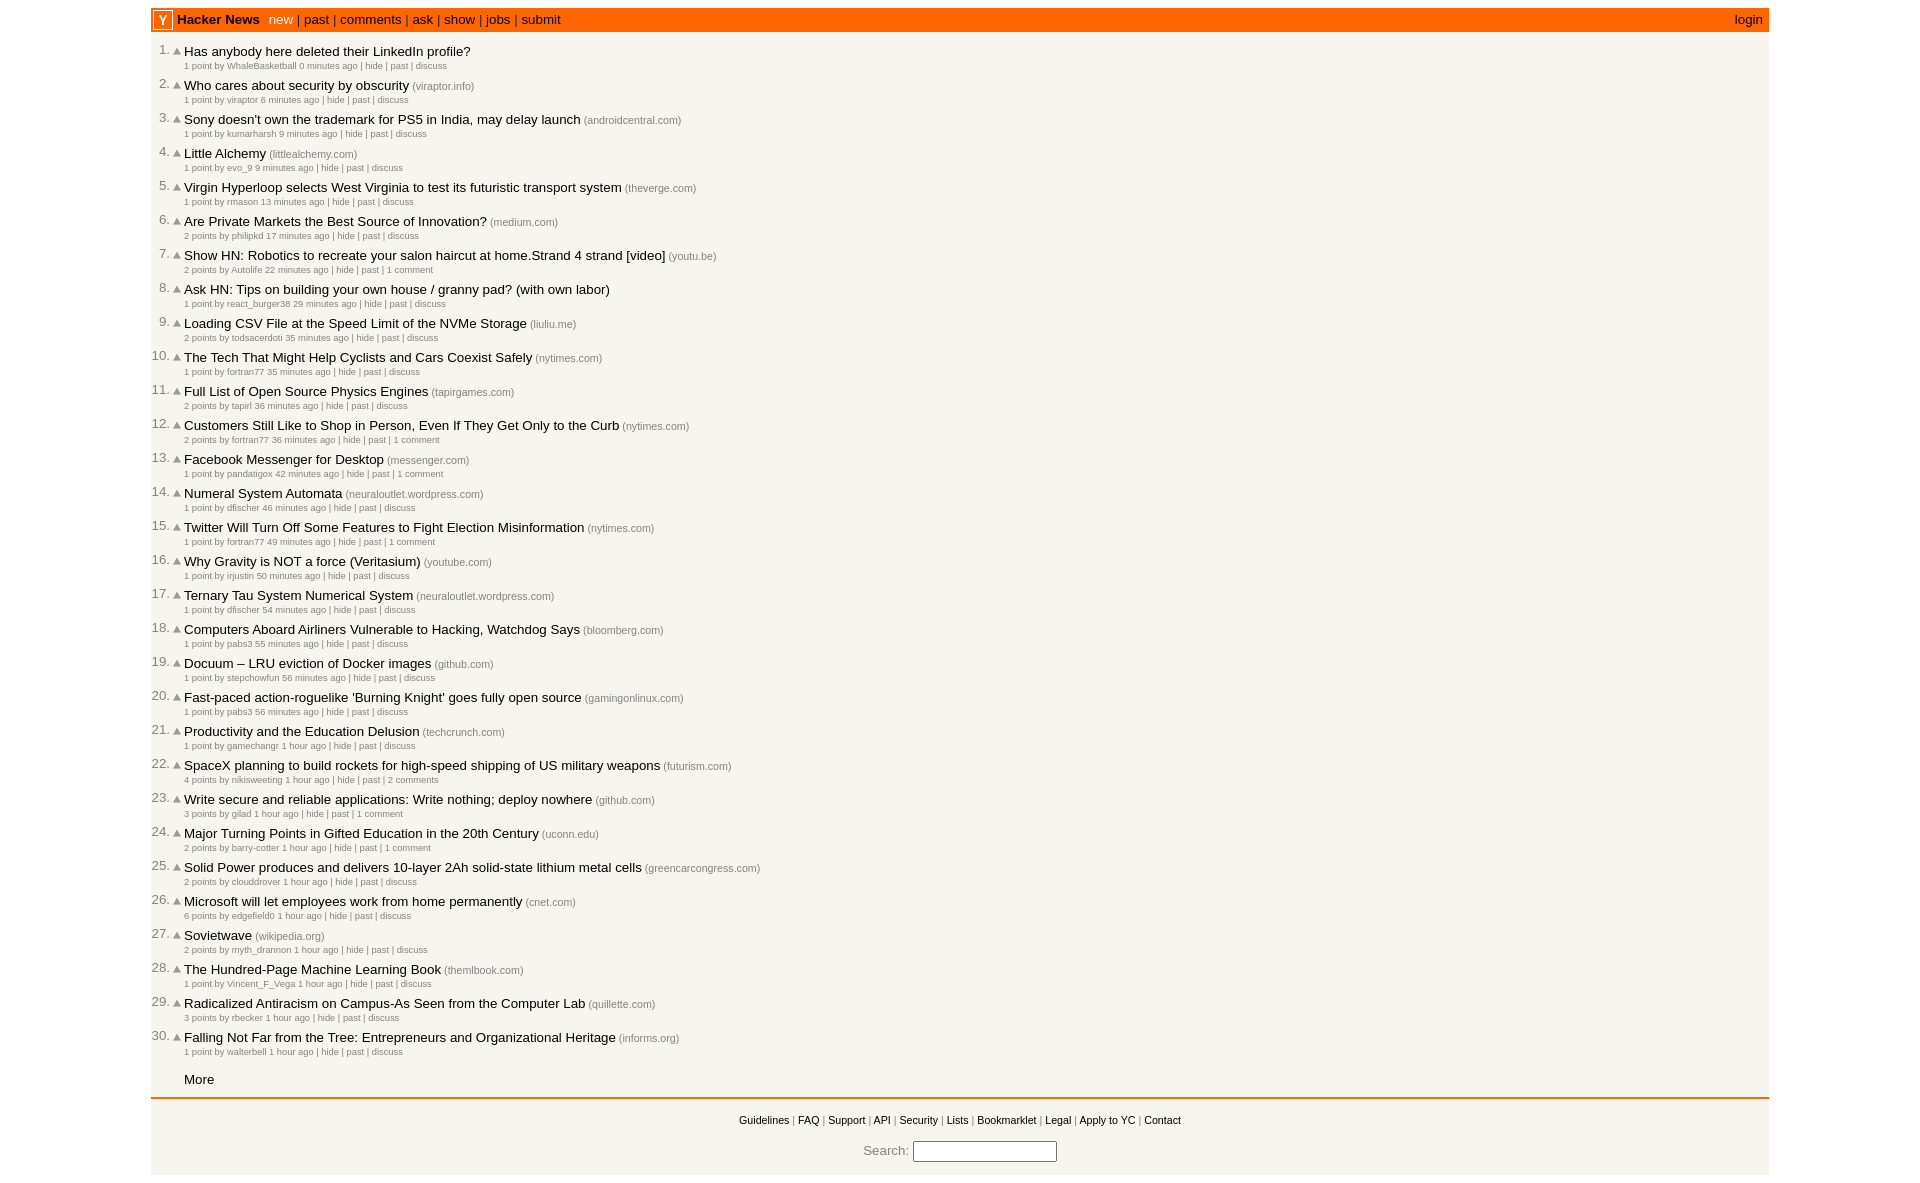 Y Hacker News new | past | comments | ask | show | jobs | submit login
1. Has anybody here deleted their LinkedIn profile?
1 point by WhaleBasketball 0 minutes ago | hide | past | discuss
2. Who cares about security by obscurity (viraptor.info)
1 point by viraptor 6 minutes ago | hide | past | discuss
3. Sony doesn't own the trademark for PS5 in India, may delay launch (androidcentral.com)
1 point by kumarharsh 9 minutes ago | hide | past | discuss
4. Little Alchemy (littlealchemy.com)
1 point by evo_9 9 minutes ago | hide | past | discuss
5. Virgin Hyperloop selects West Virginia to test its futuristic transport system (theverge.com)
1 point by rmason 13 minutes ago | hide | past | discuss
6. Are Private Markets the Best Source of Innovation? (medium.com)
2 points by philipkd 17 minutes ago | hide | past | discuss
7. Show HN: Robotics to recreate your salon haircut at home.Strand 4 strand [video] (youtu.be)
2 points by Autolife 22 minutes ago | hide | past | 1 comment
8. Ask HN: Tips on building your own house / granny pad? (with own labor)
1 point by react_burger38 29 minutes ago | hide | past | discuss
9. Loading CSV File at the Speed Limit of the NVMe Storage (liuliu.me)
2 points by todsacerdoti 35 minutes ago | hide | past | discuss
10. The Tech That Might Help Cyclists and Cars Coexist Safely (nytimes.com)
1 point by fortran77 35 minutes ago | hide | past | discuss
11. Full List of Open Source Physics Engines (tapirgames.com)
2 points by tapirl 36 minutes ago | hide | past | discuss
12. Customers Still Like to Shop in Person, Even If They Get Only to the Curb (nytimes.com)
2 points by fortran77 36 minutes ago | hide | past | 1 comment
13. Facebook Messenger for Desktop (messenger.com)
1 point by pandatigox 42 minutes ago | hide | past | 1 comment
14. Numeral System Automata (neuraloutlet.wordpress.com)
1 point by dfischer 46 minutes ago | hide | past | discuss
15. Twitter Will Turn Off Some Features to Fight Election Misinformation (nytimes.com)
1 point by fortran77 49 minutes ago | hide | past | 1 comment
16. Why Gravity is NOT a force (Veritasium) (youtube.com)
1 point by irjustin 50 minutes ago | hide | past | discuss
17. Ternary Tau System Numerical System (neuraloutlet.wordpress.com)
1 point by dfischer 54 minutes ago | hide | past | discuss
18. Computers Aboard Airliners Vulnerable to Hacking, Watchdog Says (bloomberg.com)
1 point by pabs3 55 minutes ago | hide | past | discuss
19. Docuum – LRU eviction of Docker images (github.com)
1 point by stepchowfun 56 minutes ago | hide | past | discuss
20. Fast-paced action-roguelike 'Burning Knight' goes fully open source (gamingonlinux.com)
1 point by pabs3 56 minutes ago | hide | past | discuss
21. Productivity and the Education Delusion (techcrunch.com)
1 point by gamechangr 1 hour ago | hide | past | discuss
22. SpaceX planning to build rockets for high-speed shipping of US military weapons (futurism.com)
4 points by nikisweeting 1 hour ago | hide | past | 2 comments
23. Write secure and reliable applications: Write nothing; deploy nowhere (github.com)
3 points by gilad 1 hour ago | hide | past | 1 comment
24. Major Turning Points in Gifted Education in the 20th Century (uconn.edu)
2 points by barry-cotter 1 hour ago | hide | past | 1 comment
25. Solid Power produces and delivers 10-layer 2Ah solid-state lithium metal cells (greencarcongress.com)
2 points by clouddrover 1 hour ago | hide | past | discuss
26. Microsoft will let employees work from home permanently (cnet.com)
6 points by edgefield0 1 hour ago | hide | past | discuss
27. Sovietwave (wikipedia.org)
2 points by myth_drannon 1 hour ago | hide | past | discuss
28. The Hundred-Page Machine Learning Book (themlbook.com)
1 point by Vincent_F_Vega 1 hour ago | hide | past | discuss
29. Radicalized Antiracism on Campus-As Seen from the Computer Lab (quillette.com)
3 points by rbecker 1 hour ago | hide | past | discuss
30. Falling Not Far from the Tree: Entrepreneurs and Organizational Heritage (informs.org)
1 point by walterbell 1 hour ago | hide | past | discuss
More
Guidelines | FAQ | Support | API | Security | Lists | Bookmarklet | Legal | Apply to YC | Contact
Search: